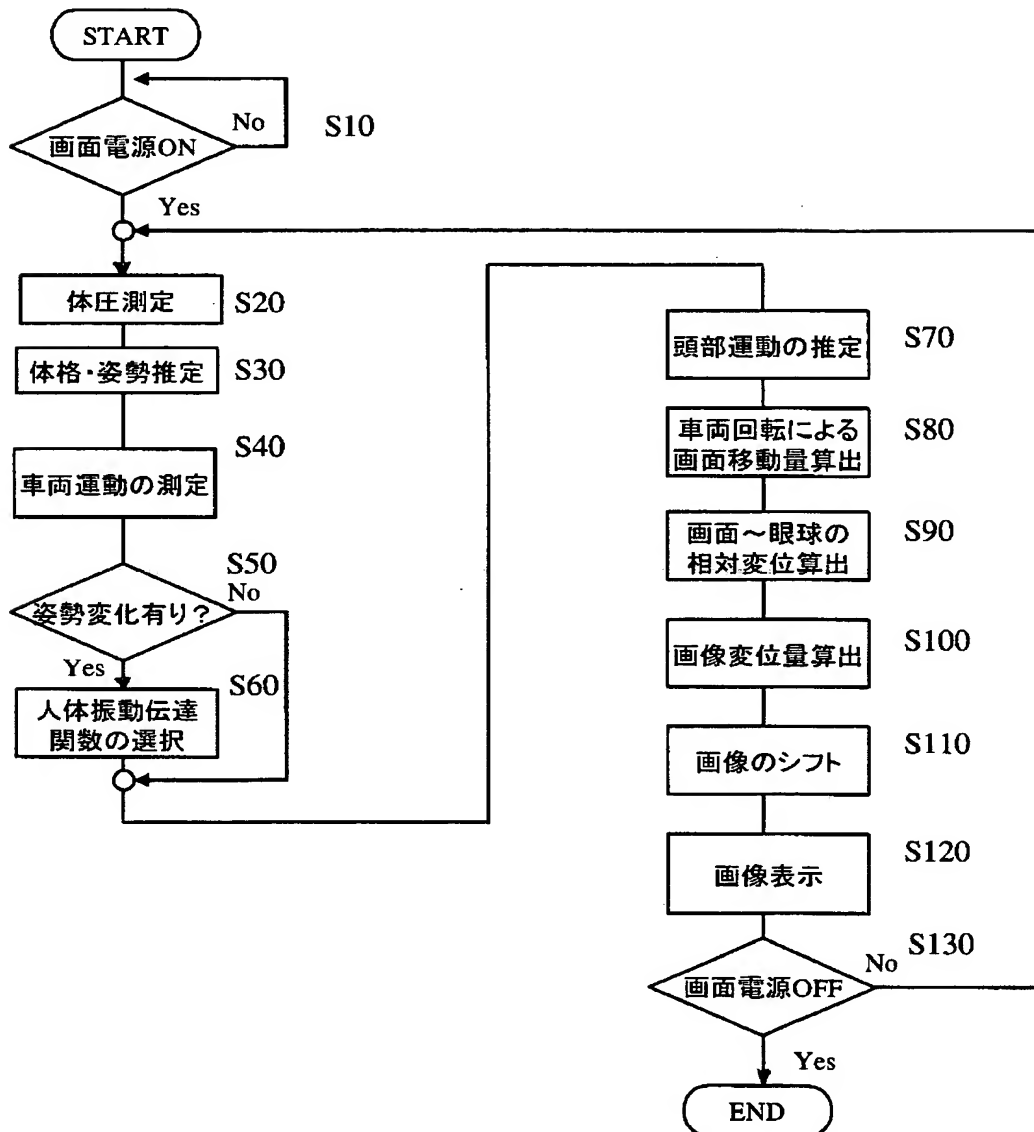 START
画面電源ON
No
S10
Yes
体圧測定
S20
体格・姿勢推定
S30
S40
車両運動の測定
S50
姿勢変化有り?
No
Yes
S60
人体振動伝達
関数の選択
頭部運動の推定
S70
車両回転による
画面移動量算出
S80
画面～眼球の
相対変位算出
S90
画像変位量算出
S100
画像のシフト
S110
画像表示
S120
S130
画面電源OFF
No
Yes
END